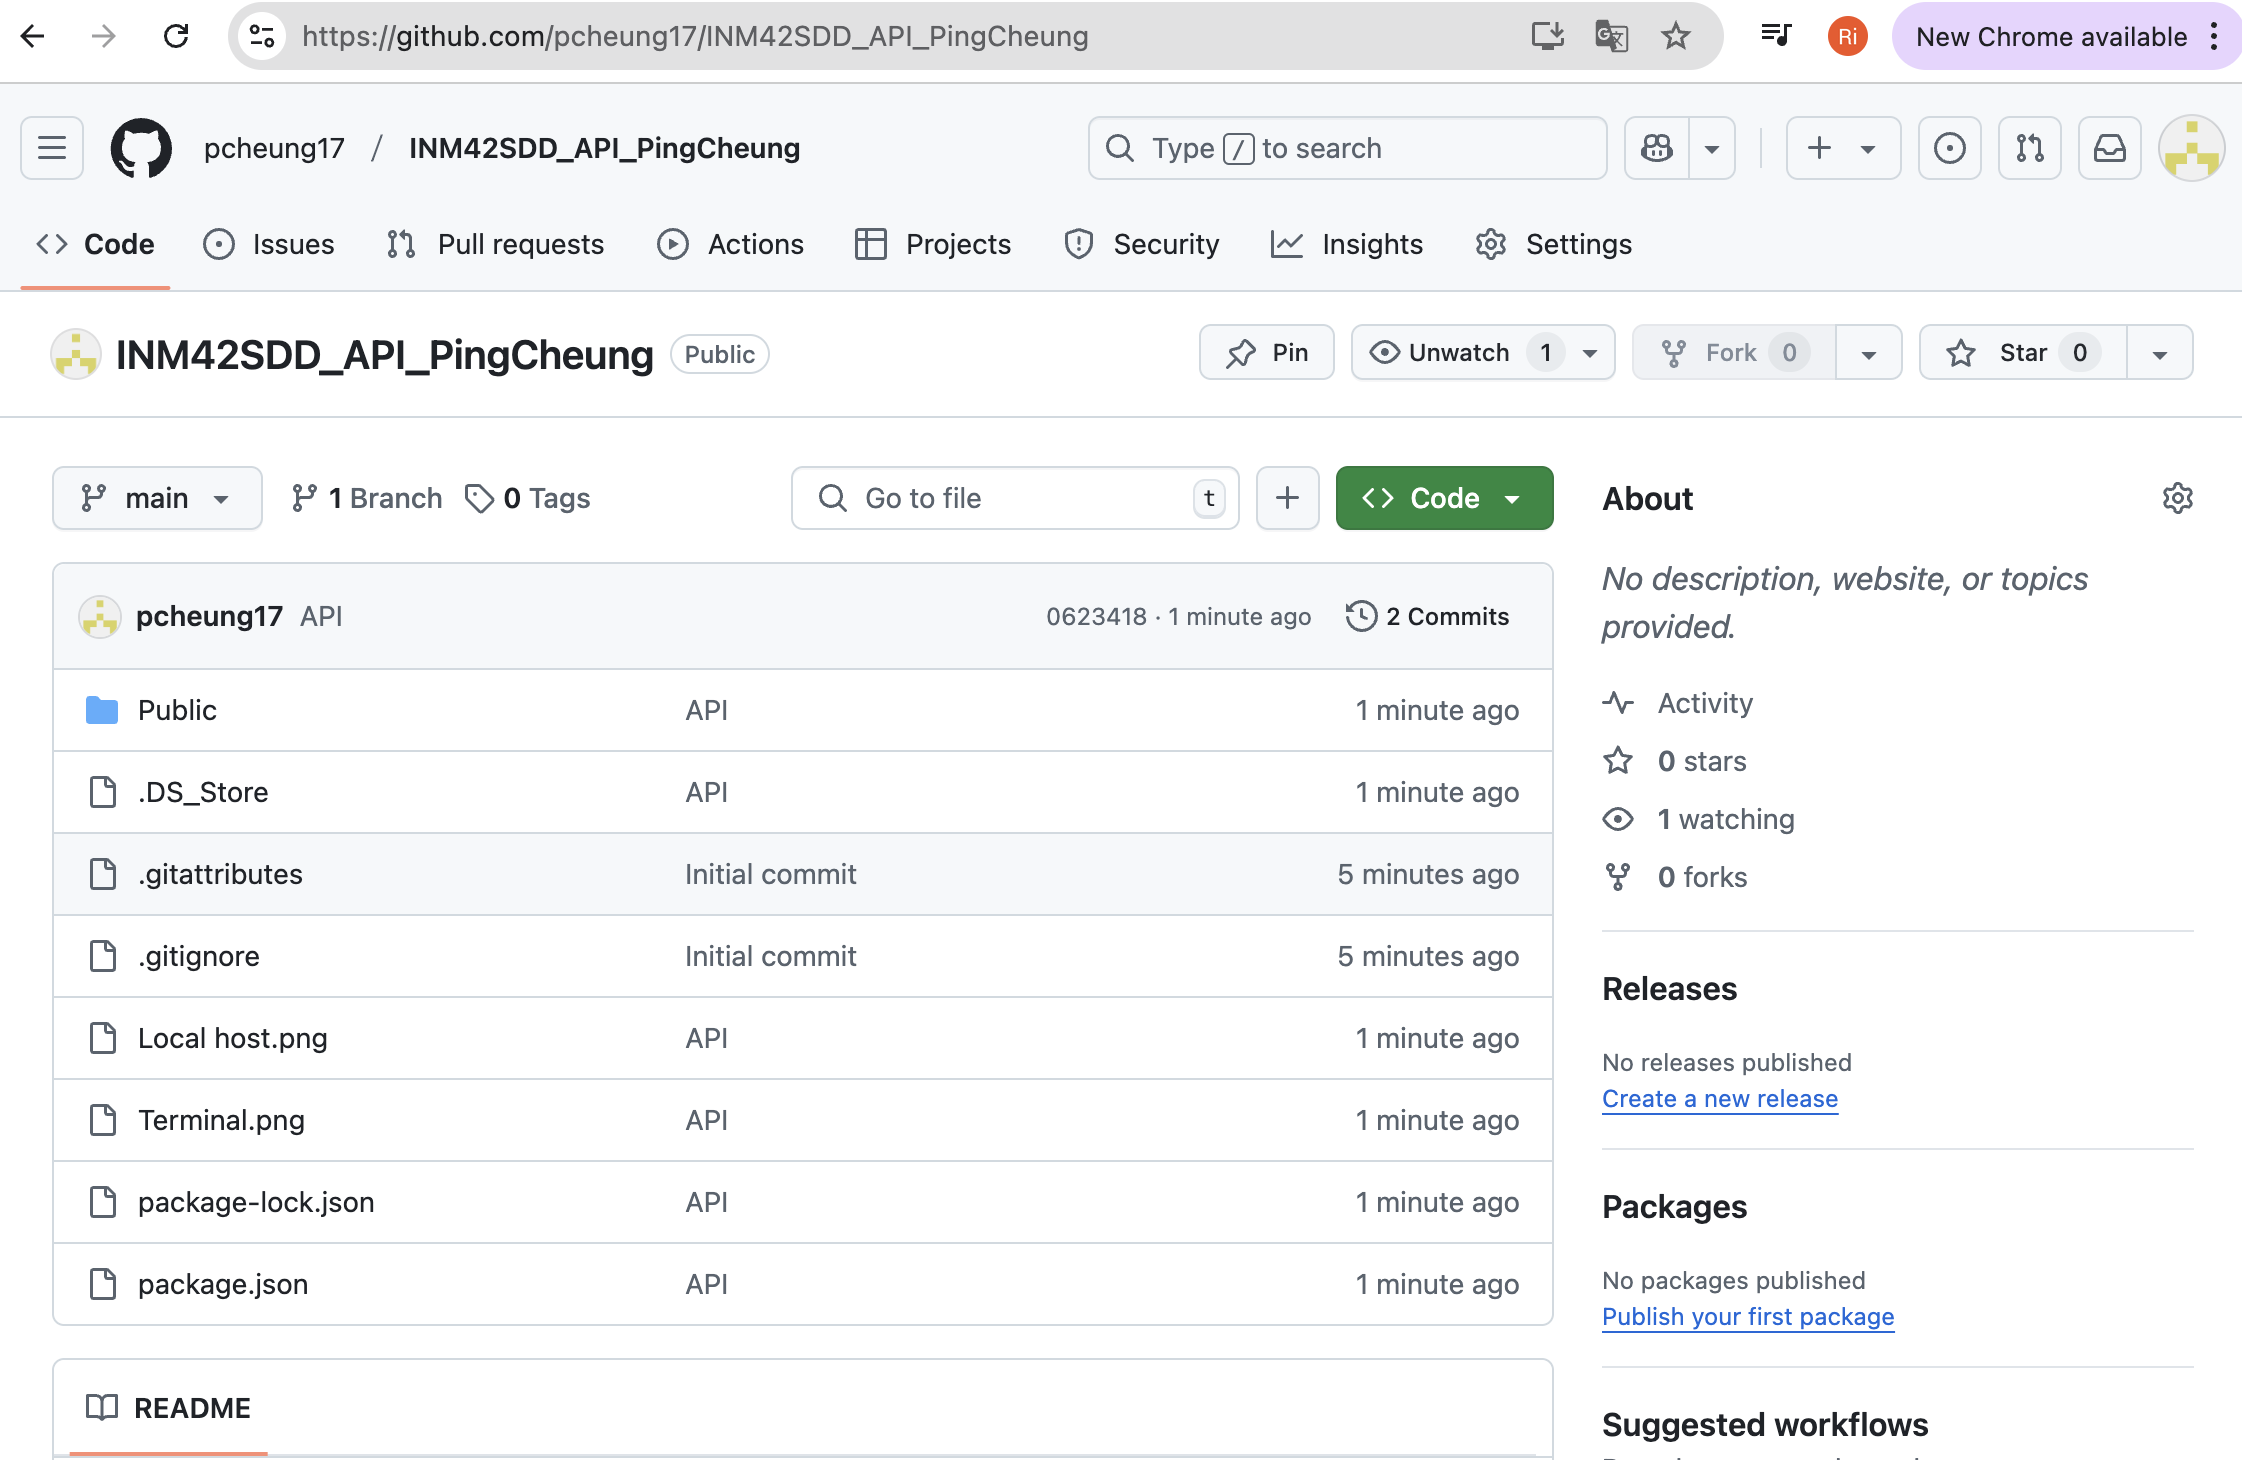 https://github.com/pcheung17/INM42SDD_API_PingCheung
Ri
New Chrome available
pcheung17 / INM42SDD_API_PingCheung
Type / to search
Code
Issues
Pull requests
Actions
Projects
Security
Insights
Settings
INM42SDD_API_PingCheung
Public
Pin
Unwatch 1
Fork 0
Star 0
main
1 Branch
0 Tags
Go to file
t
Code
pcheung17 API
0623418 · 1 minute ago
2 Commits
Public API 1 minute ago
.DS_Store API 1 minute ago
.gitattributes Initial commit 5 minutes ago
.gitignore Initial commit 5 minutes ago
Local host.png API 1 minute ago
Terminal.png API 1 minute ago
package-lock.json API 1 minute ago
package.json API 1 minute ago
README
About
No description, website, or topics
provided.
Activity
0 stars
1 watching
0 forks
Releases
No releases published
Create a new release
Packages
No packages published
Publish your first package
Suggested workflows